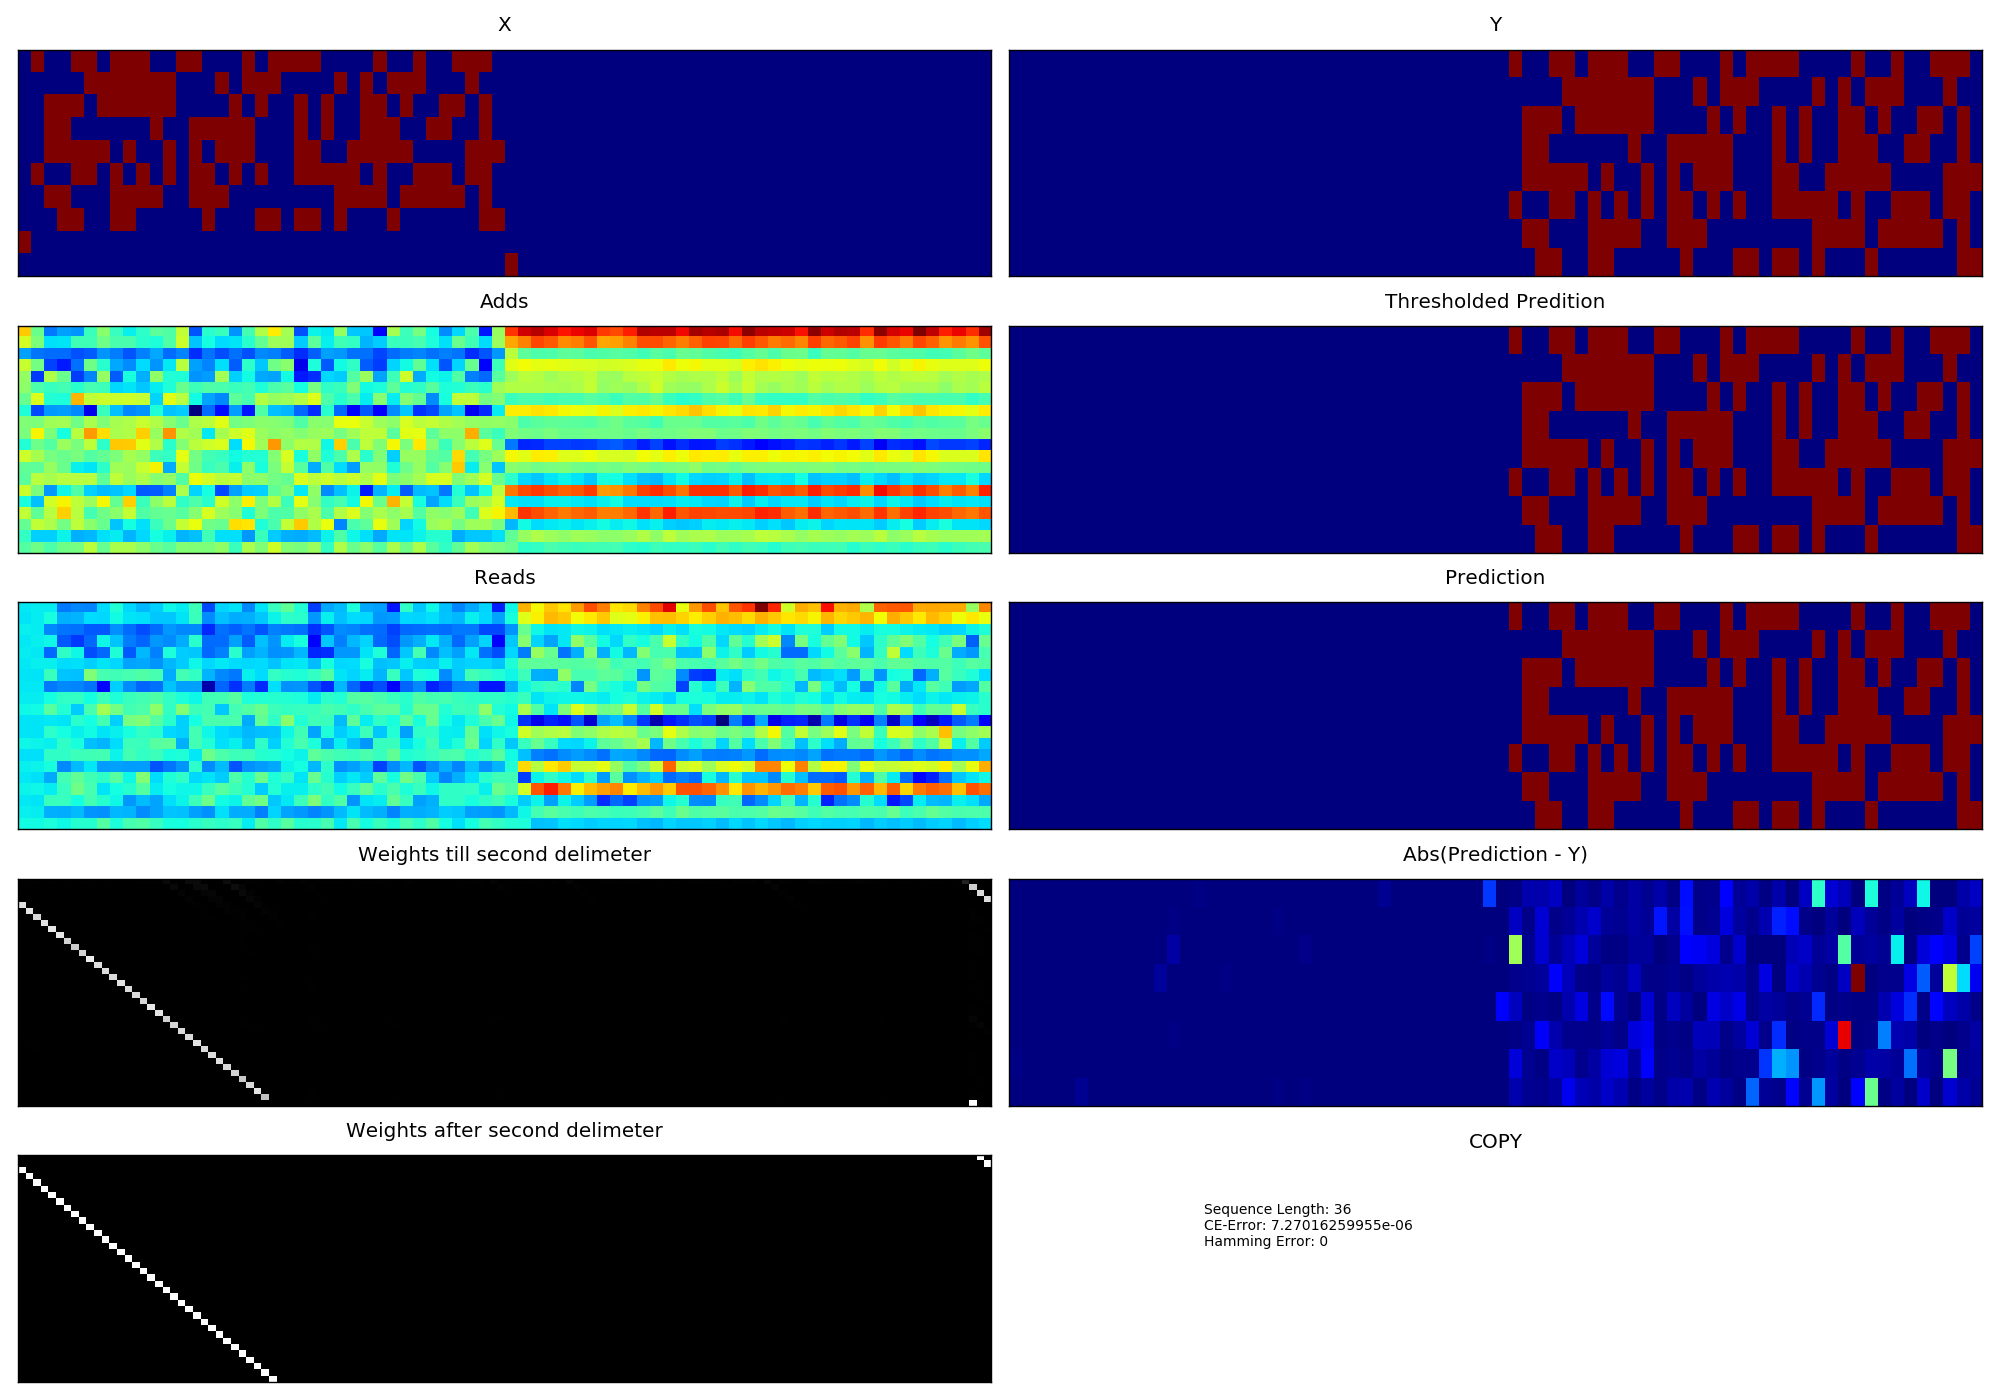 X
Y
Adds
Thresholded Predition
Reads
Prediction
Weights till second delimeter
Abs(Prediction - Y)
Weights after second delimeter
COPY
Sequence Length: 36
CE-Error: 7.27016259955e-06
Hamming Error: 0